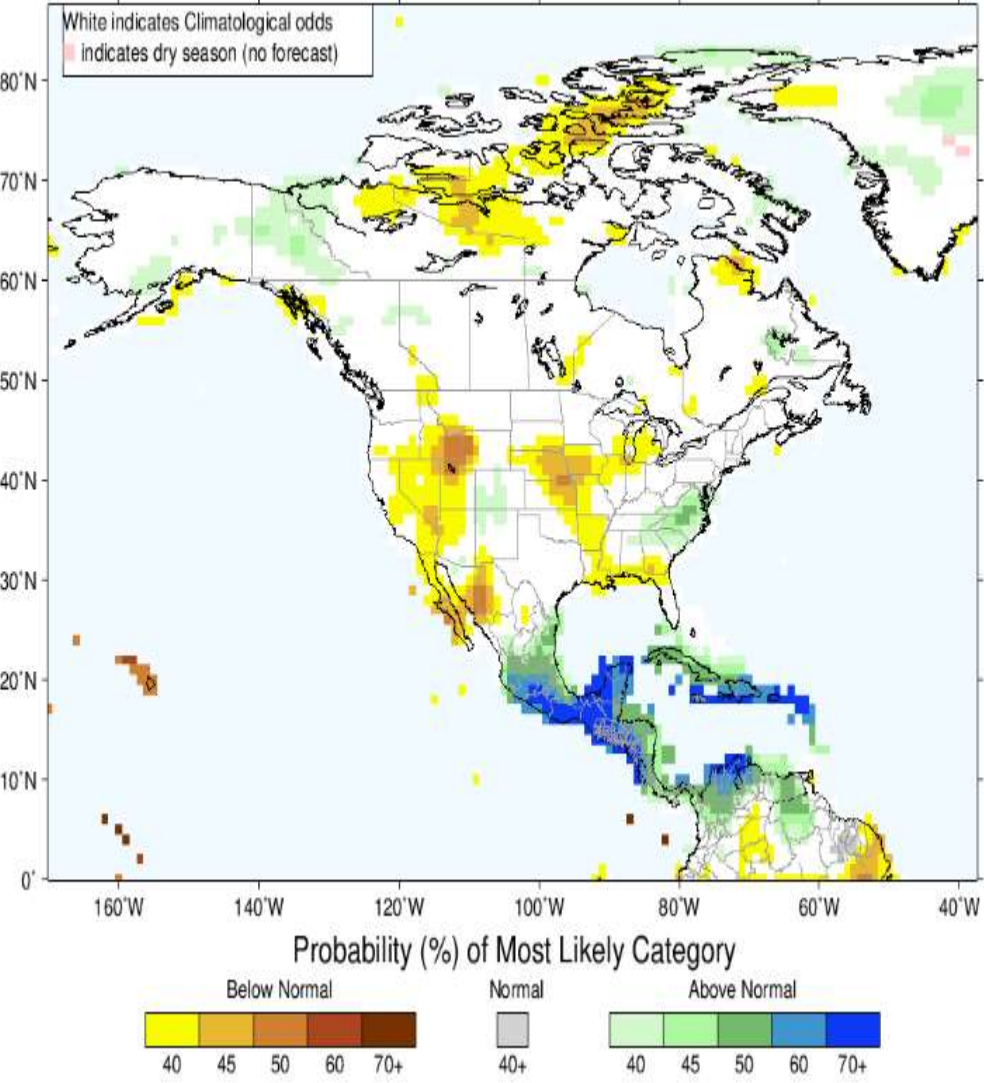 White indicates Climatological odds
indicates dry season (no forecast)
80°N
70°N
60°N
50°N
40°N
30°N
20°N
10°N
0°
160°W 140°W 120°W 100°W 80°W 60°W 40°W
Probability (%) of Most Likely Category
Below Normal Normal Above Normal
40 45 50 60 70+ 40+ 40 45 50 60 70+